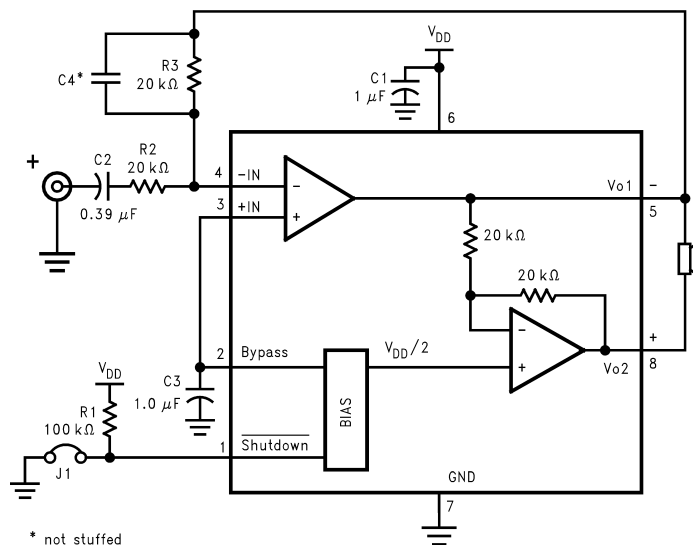 V_DD
C4*
R3
20 kΩ
C1
1 μF
6
+
C2
R2
20 kΩ
0.39 μF
4
-IN
3
+IN
-
+
Vo1
-
5
20 kΩ
20 kΩ
-
+
+
8
Vo2
2
Bypass
V_DD/2
C3
1.0 μF
BIAS
V_DD
R1
100 kΩ
1
Shutdown
J1
GND
7
* not stuffed